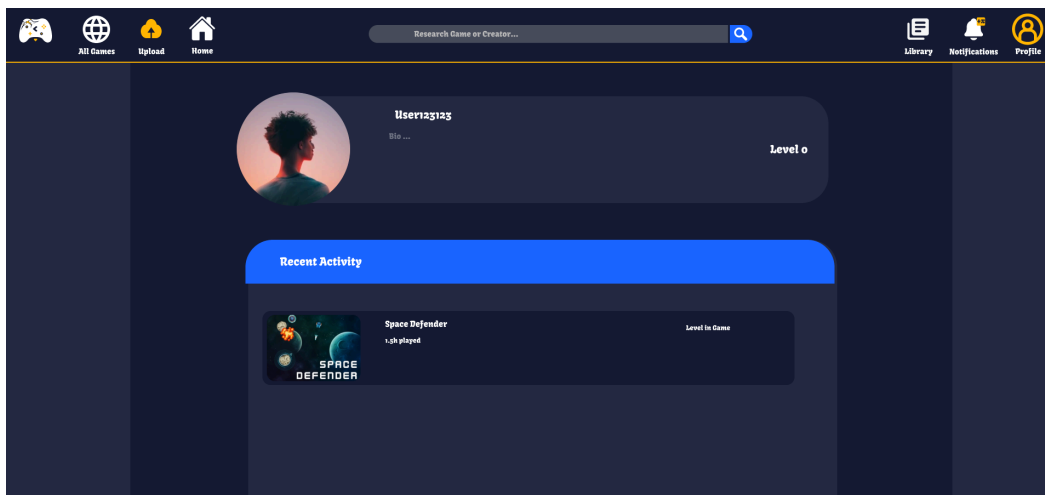 All Games
Upload
Home
Research Game or Creator...
Library
Notifications
Profile
User123123
Bio ...
Level 0
Recent Activity
Space Defender
1.5h played
Level in Game
SPACE
DEFENDER